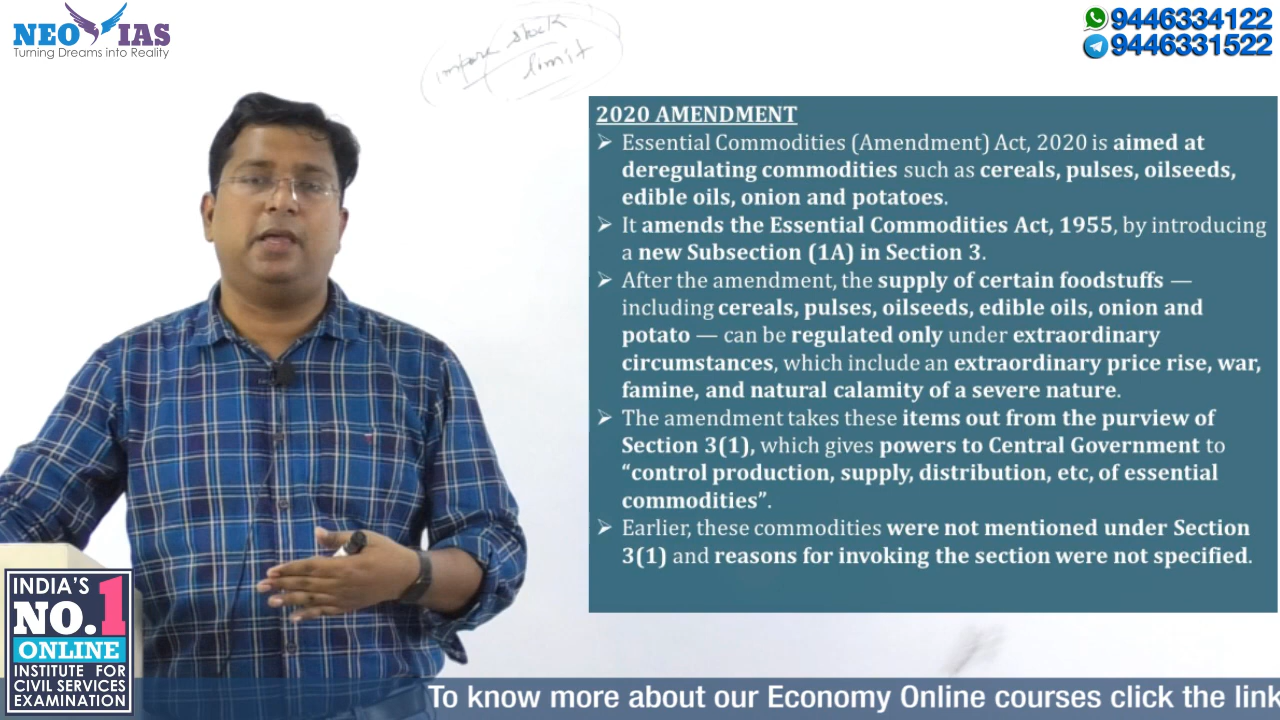 NEO IAS
Turning Dreams into Reality
impose stock
limit
9446334122
9446331522
2020 AMENDMENT
➢ Essential Commodities (Amendment) Act, 2020 is aimed at
deregulating commodities such as cereals, pulses, oilseeds,
edible oils, onion and potatoes.
➢ It amends the Essential Commodities Act, 1955, by introducing
a new Subsection (1A) in Section 3.
➢ After the amendment, the supply of certain foodstuffs —
including cereals, pulses, oilseeds, edible oils, onion and
potato — can be regulated only under extraordinary
circumstances, which include an extraordinary price rise, war,
famine, and natural calamity of a severe nature.
➢ The amendment takes these items out from the purview of
Section 3(1), which gives powers to Central Government to
“control production, supply, distribution, etc, of essential
commodities”.
➢ Earlier, these commodities were not mentioned under Section
3(1) and reasons for invoking the section were not specified.
INDIA'S
NO.1
ONLINE
INSTITUTE FOR
CIVIL SERVICES
EXAMINATION
To know more about our Economy Online courses click the link